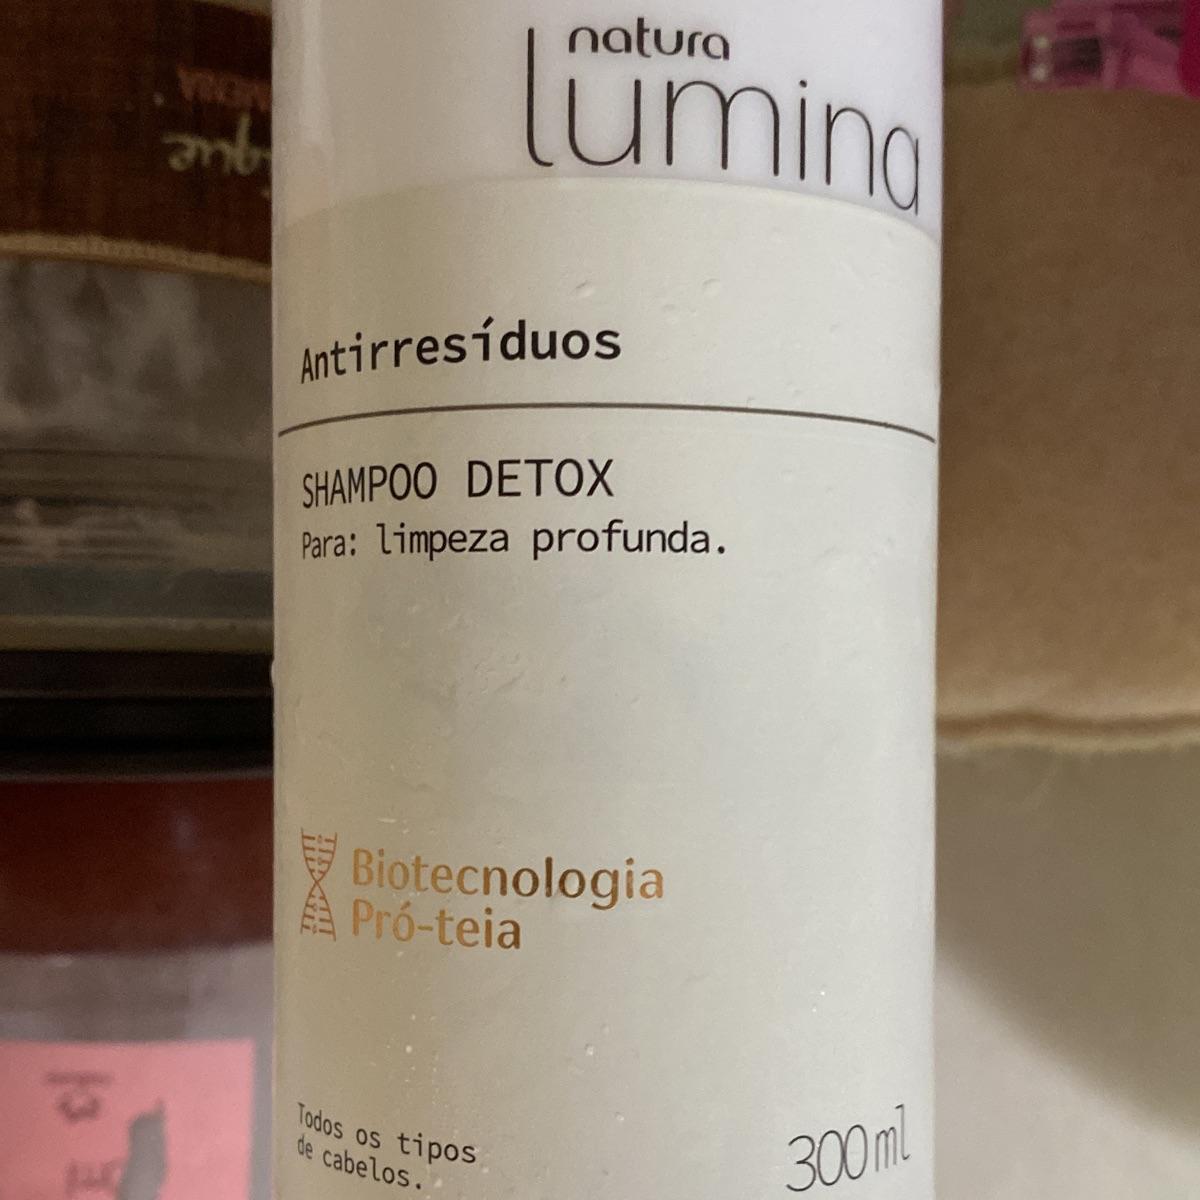 natura
lumina
Antirresíduos
SHAMPOO DETOX
Para: limpeza profunda.
Biotecnologia
Pró-teia
Todos os tipos
de cabelos.
300ml